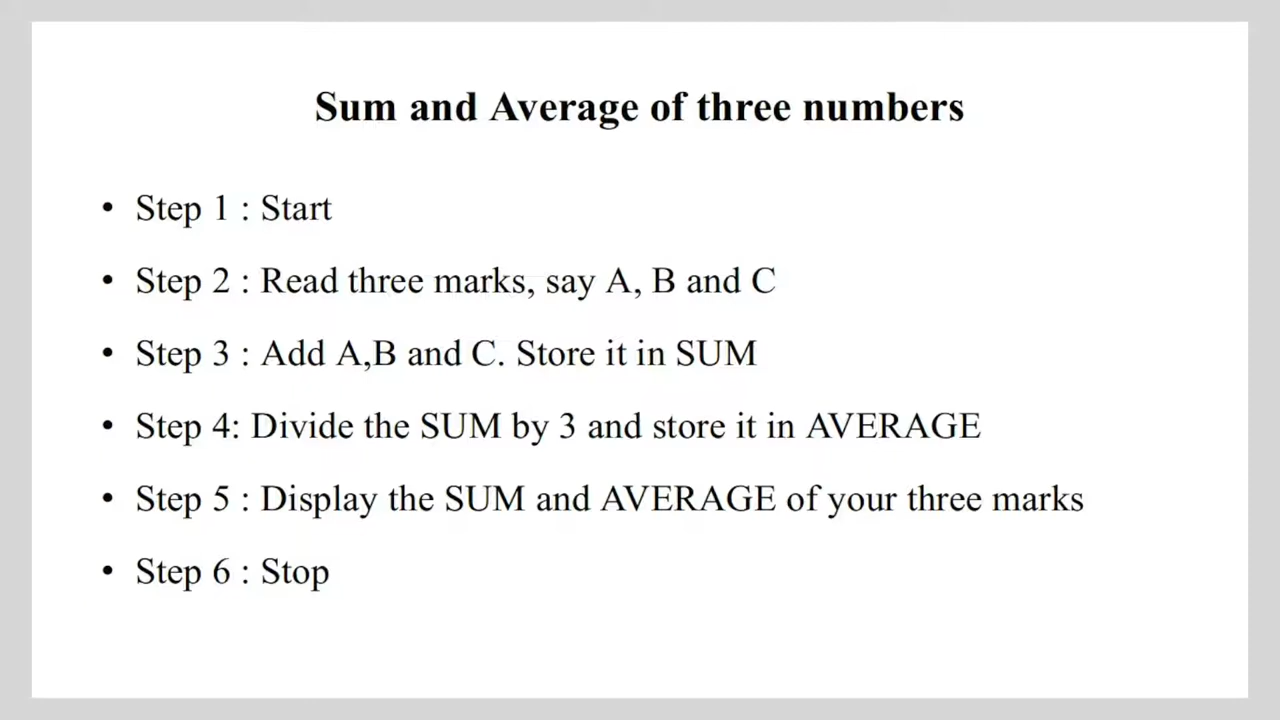 Sum and Average of three numbers
• Step 1 : Start
• Step 2 : Read three marks, say A, B and C
• Step 3 : Add A,B and C. Store it in SUM
• Step 4: Divide the SUM by 3 and store it in AVERAGE
• Step 5 : Display the SUM and AVERAGE of your three marks
• Step 6 : Stop